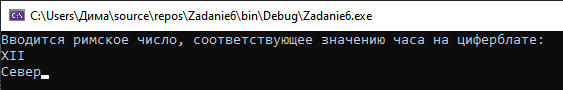 C:\Users\Дима\source\repos\Zadanie6\bin\Debug\Zadanie6.exe
Вводится римское число, соответствующее значению часа на циферблате:
XII
Север